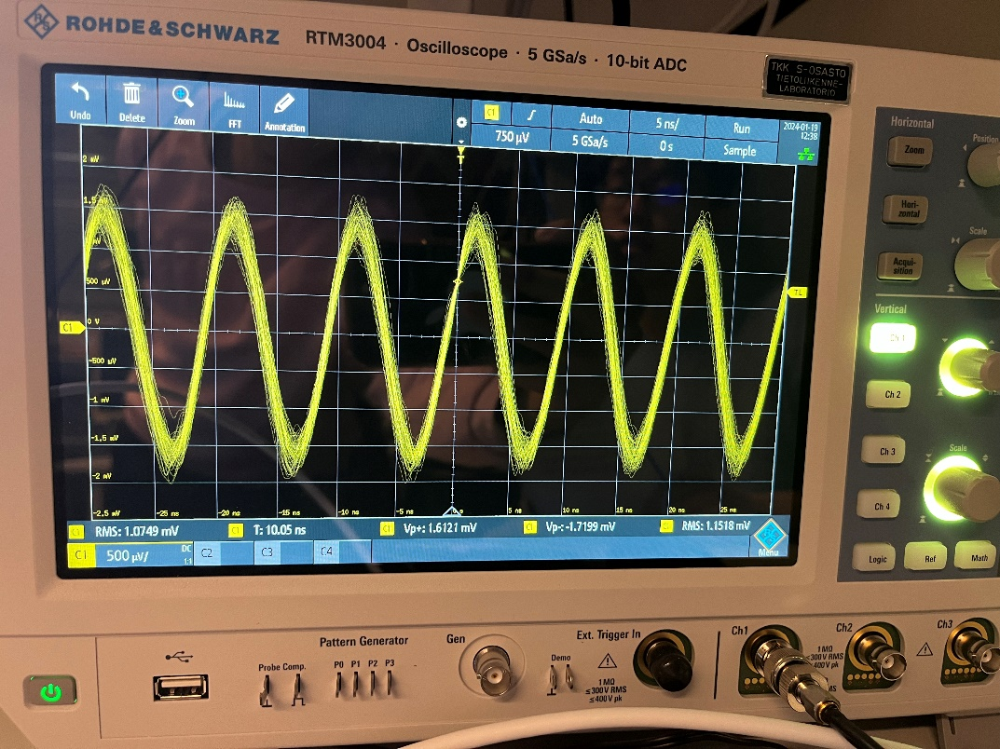 ROHDE&SCHWARZ RTM3004 · Oscilloscope · 5 GSa/s · 10-bit ADC
TKK S-OSASTO
TIETOLIIKENNE-
LABORATORIO
Undo
Delete
Zoom
FFT
Annotation
C1
Auto
5 ns/
Run
2024-01-19
12:38
750 µV
5 GSa/s
0 s
Sample
T
2 mV
500 µV
0 V
-500 µV
-1 mV
-1,5 mV
-2 mV
-2,5 mV
C1
TL
-25 ns
-20 ns
-15 ns
-10 ns
-5 ns
5 ns
10 ns
15 ns
20 ns
25 ns
C1 RMS: 1.0749 mV
C1 T: 10.05 ns
C1 Vp+: 1.6121 mV
C1 Vp-: -1.7199 mV
C1 RMS: 1.1518 mV
C1 500 µV/ DC
1:1
C2
C3
C4
Menu
Horizontal
Position
Zoom
Hori-
zontal
Scale
Acqui-
sition
Vertical
Ch 1
Ch 2
Ch 3
Scale
Ch 4
Logic
Ref
Math
Pattern Generator
Probe Comp.
P0 P1 P2 P3
Gen
Demo
Ext. Trigger In
1 MΩ
≤300 V RMS
≤400 V pk
Ch1
Ch2
1 MΩ
≤300 V RMS
≤400 V pk
Ch3